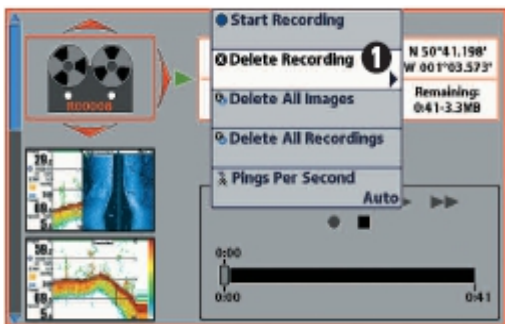 Start Recording
Delete Recording
1
Delete All Images
Delete All Recordings
Pings Per Second
Auto
N 50°41.198'
W 001°03.573'
Remaining:
0:41-3.3MB
R00008
0:00
0:00
0:41